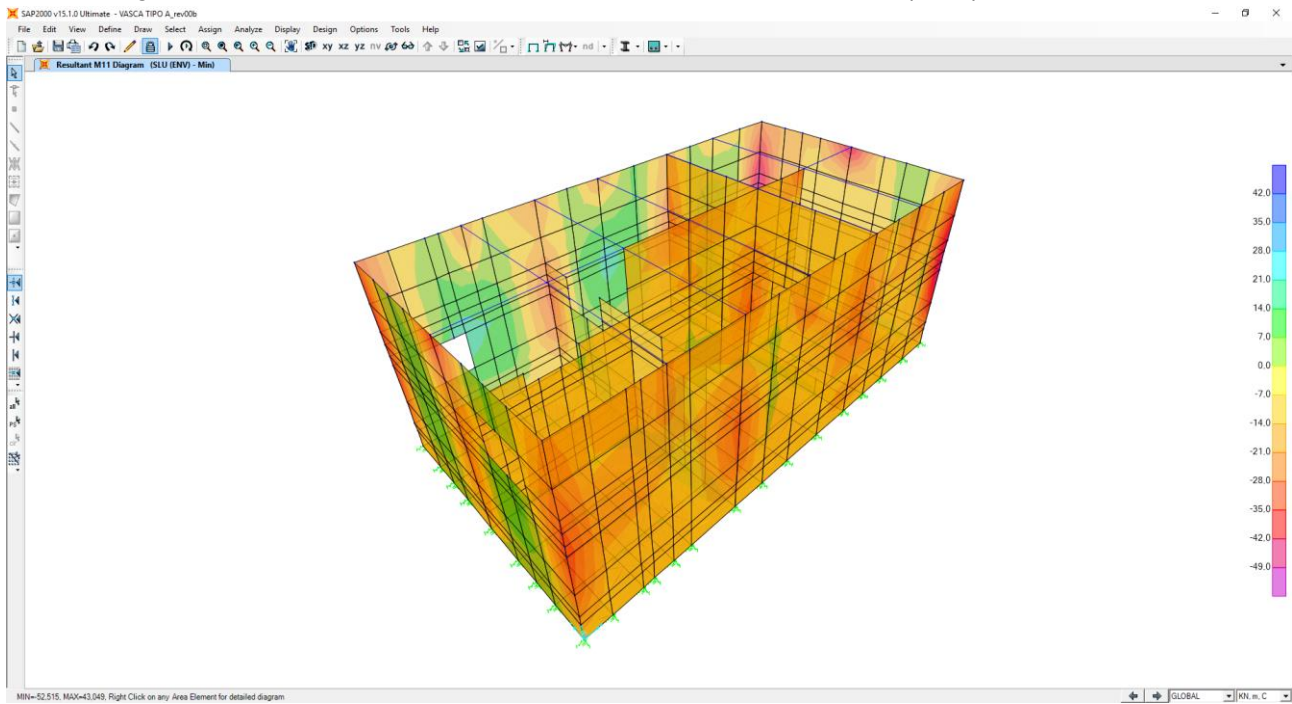 SAP2000 v15.1.0 Ultimate - VASCA TIPO A_rev00b
File Edit View Define Draw Select Assign Analyze Display Design Options Tools Help
xy xz yz nv nd
Resultant M11 Diagram (SLU (ENV) - Min)
42.0
35.0
28.0
21.0
14.0
7.0
0.0
-7.0
-14.0
-21.0
-28.0
-35.0
-42.0
-49.0
MIN=-52,515, MAX=43,049, Right Click on any Area Element for detailed diagram
GLOBAL
KN, m, C